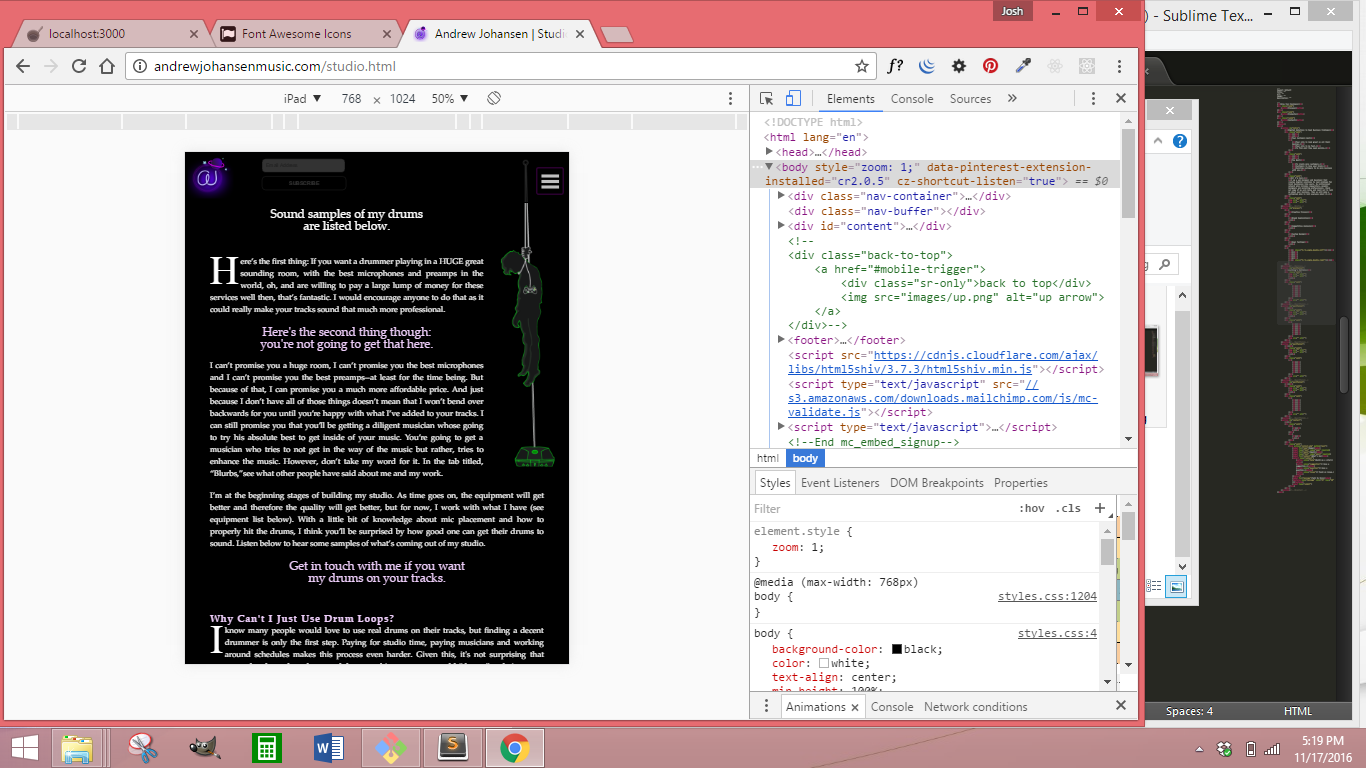 Josh
) - Sublime Tex...
localhost:3000
Font Awesome Icons
Andrew Johansen | Studi
andrewjohansenmusic.com/studio.html
f?
iPad ▼ 768 × 1024 50% ▼
Elements Console Sources »
<!DOCTYPE html>
<html lang="en">
▶<head>…</head>
…▼<body style="zoom: 1;" data-pinterest-extension-
installed="cr2.0.5" cz-shortcut-listen="true"> == $0
▶<div class="nav-container">…</div>
<div class="nav-buffer"></div>
▶<div id="content">…</div>
<!--
<div class="back-to-top">
<a href="#mobile-trigger">
<div class="sr-only">back to top</div>
<img src="images/up.png" alt="up arrow">
</a>
</div>-->
▶<footer>…</footer>
<script src="https://cdnjs.cloudflare.com/ajax/
libs/html5shiv/3.7.3/html5shiv.min.js"></script>
<script type="text/javascript" src="//
s3.amazonaws.com/downloads.mailchimp.com/js/mc-
validate.js"></script>
▶<script type="text/javascript">…</script>
<!--End mc_embed_signup-->
html body
Styles Event Listeners DOM Breakpoints Properties
Filter :hov .cls +
element.style {
zoom: 1;
}
@media (max-width: 768px)
body { styles.css:1204
}
body { styles.css:4
background-color: black;
color: white;
text-align: center;
min-height: 100%;
Animations × Console Network conditions
SUBSCRIBE
Sound samples of my drums
are listed below.
Here's the first thing: If you want a drummer playing in a HUGE great
sounding room, with the best microphones and preamps in the
world, oh, and are willing to pay a large lump of money for these
services well then, that's fantastic. I would encourage anyone to do that as it
could really make your tracks sound that much more professional.
Here's the second thing though:
you're not going to get that here.
I can't promise you a huge room, I can't promise you the best microphones
and I can't promise you the best preamps–at least for the time being. But
because of that, I can promise you a much more affordable price. And just
because I don't have all of those things doesn't mean that I won't bend over
backwards for you until you're happy with what I've added to your tracks. I
can still promise you that you'll be getting a diligent musician whose going
to try his absolute best to get inside of your music. You're going to get a
musician who tries to not get in the way of the music but rather, tries to
enhance the music. However, don't take my word for it. In the tab titled,
"Blurbs,"see what other people have said about me and my work.
I'm at the beginning stages of building my studio. As time goes on, the equipment will get
better and therefore the quality will get better, but for now, I work with what I have (see
equipment list below). With a little bit of knowledge about mic placement and how to
properly hit the drums, I think you'll be surprised by how good one can get their drums to
sound. Listen below to hear some samples of what's coming out of my studio.
Get in touch with me if you want
my drums on your tracks.
Why Can't I Just Use Drum Loops?
I know many people would love to use real drums on their tracks, but finding a decent
drummer is only the first step. Paying for studio time, paying musicians and working
around schedules makes this process even harder. Given this, it's not surprising that
Spaces: 4 HTML
5:19 PM
11/17/2016